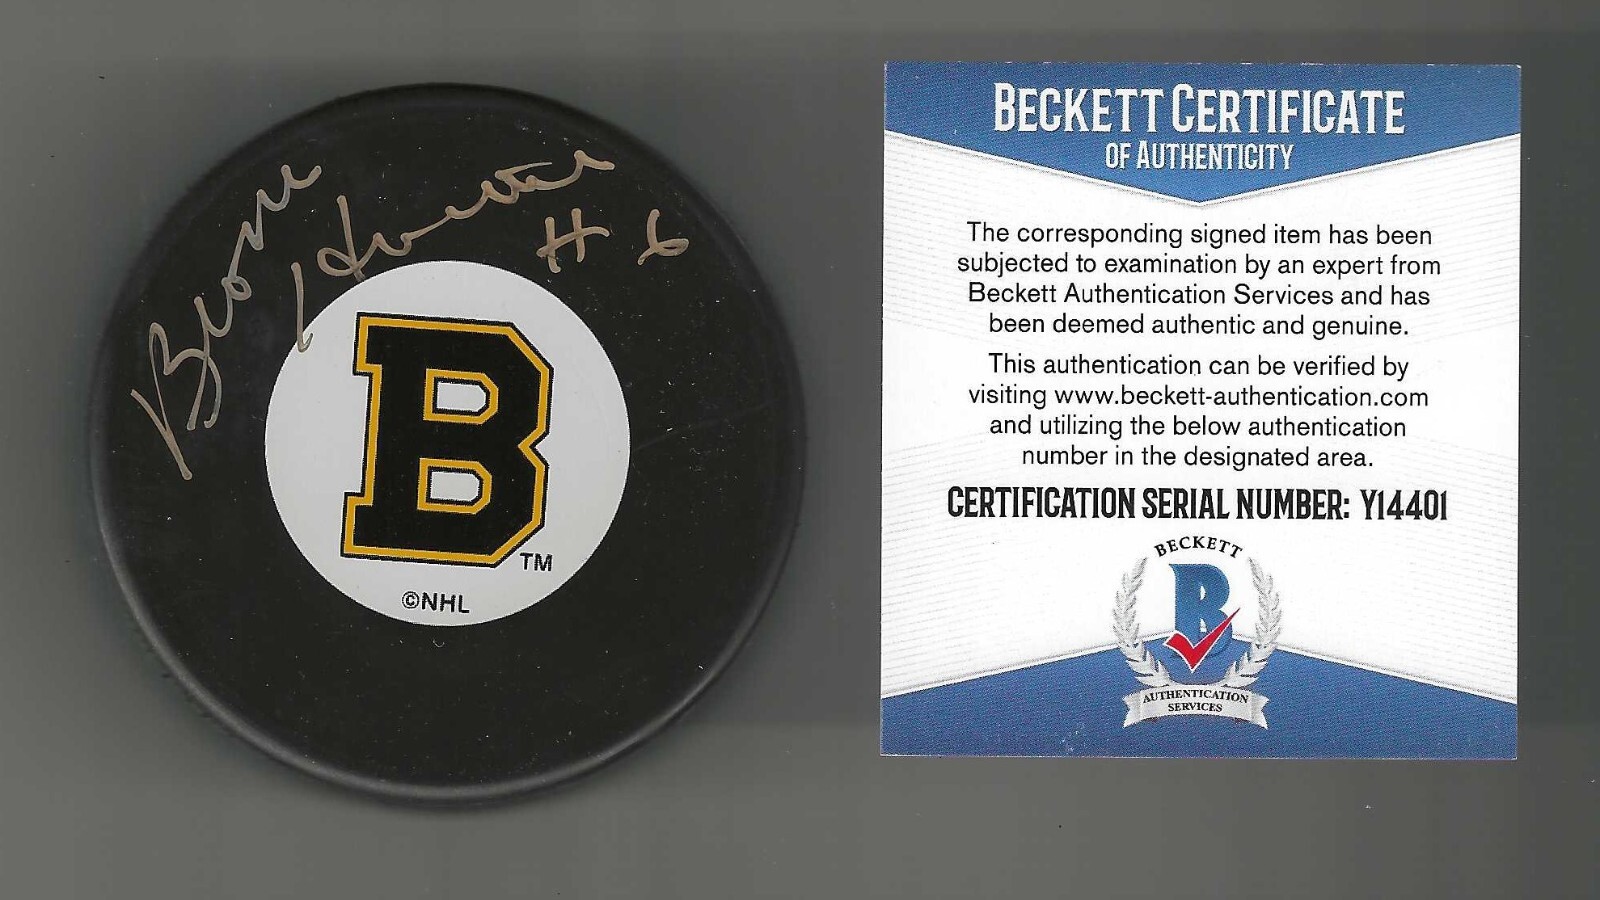 Bronco
Horvath
#6
B
TM
©NHL
BECKETT CERTIFICATE
OF AUTHENTICITY
The corresponding signed item has been
subjected to examination by an expert from
Beckett Authentication Services and has
been deemed authentic and genuine.
This authentication can be verified by
visiting www.beckett-authentication.com
and utilizing the below authentication
number in the designated area.
CERTIFICATION SERIAL NUMBER: Y14401
BECKETT
B
AUTHENTICATION
SERVICES